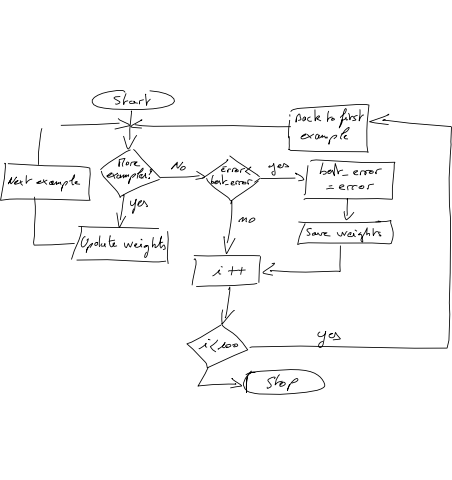 Start
Back to first
example
More
examples?
No
Error<
best_error
yes
best_error
= error
Next example
yes
Update weights
no
Save weights
i ++
i<100
yes
Stop